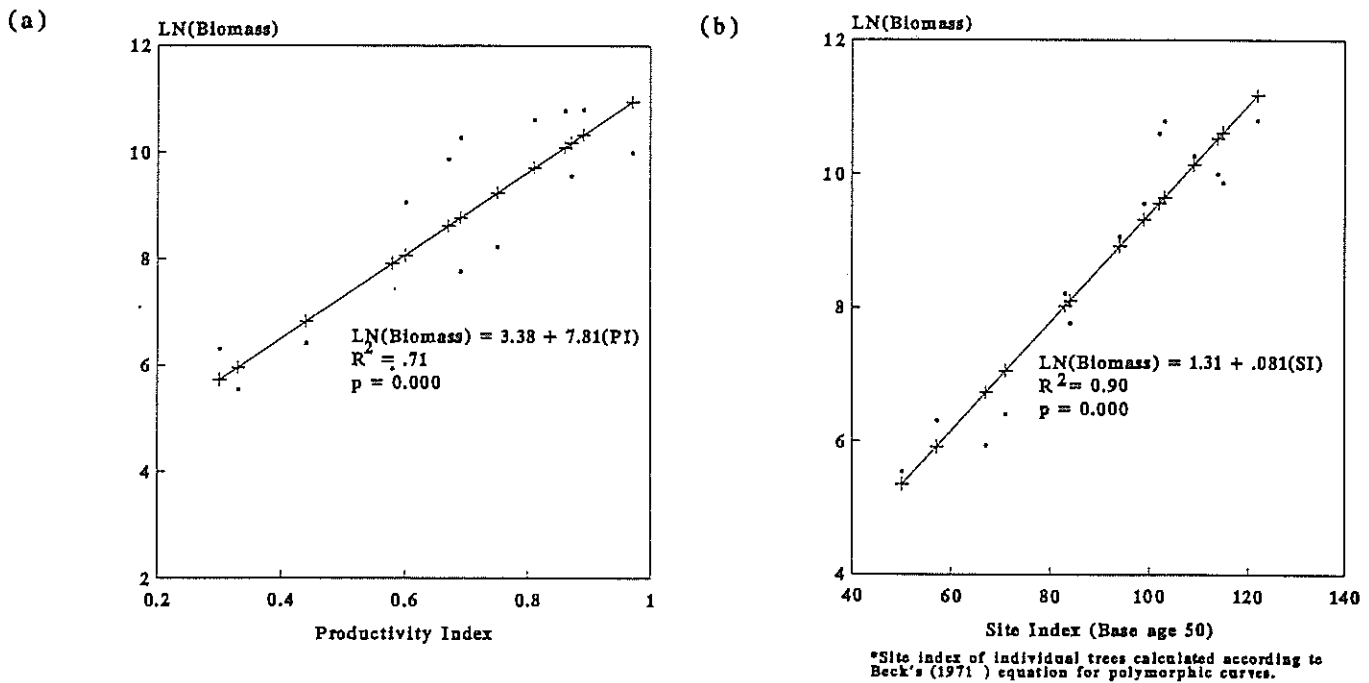 (a)
LN(Biomass)
12
10
8
6
4
2
0.2
0.4
0.6
0.8
1
Productivity Index
LN(Biomass) = 3.38 + 7.81(PI)
R² = .71
p = 0.000
(b)
LN(Biomass)
12
10
8
6
4
40
60
80
100
120
140
Site Index (Base age 50)
LN(Biomass) = 1.31 + .081(SI)
R² = 0.90
p = 0.000
*Site index of individual trees calculated according to
Beck's (1971 ) equation for polymorphic curves.